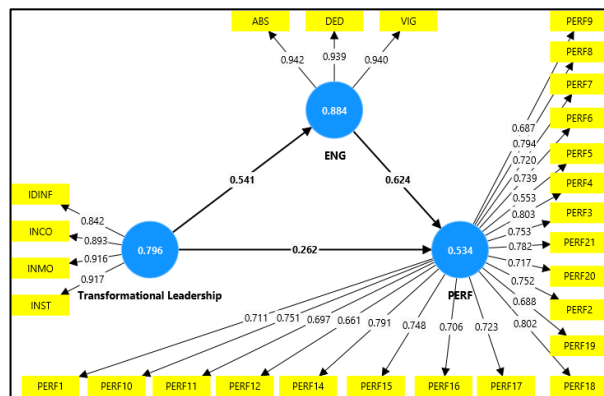 ABS DED VIG PERF9
PERF8
0.942 0.939 0.940
PERF7
0.884
PERF6
0.687
0.794
ENG
0.720
PERF5
0.739
0.541 0.624
0.553
PERF4
IDINF
0.803
0.842
PERF3
0.753
INCO
0.893
0.782
PERF21
0.796 0.262 0.534
0.916
0.717
INMO
PERF20
0.917
0.752
Transformational Leadership PERF
PERF2
INST
0.688
0.711 0.751 0.697 0.661 0.791 0.748 0.706 0.723 0.802
PERF19
PERF1 PERF10 PERF11 PERF12 PERF14 PERF15 PERF16 PERF17 PERF18